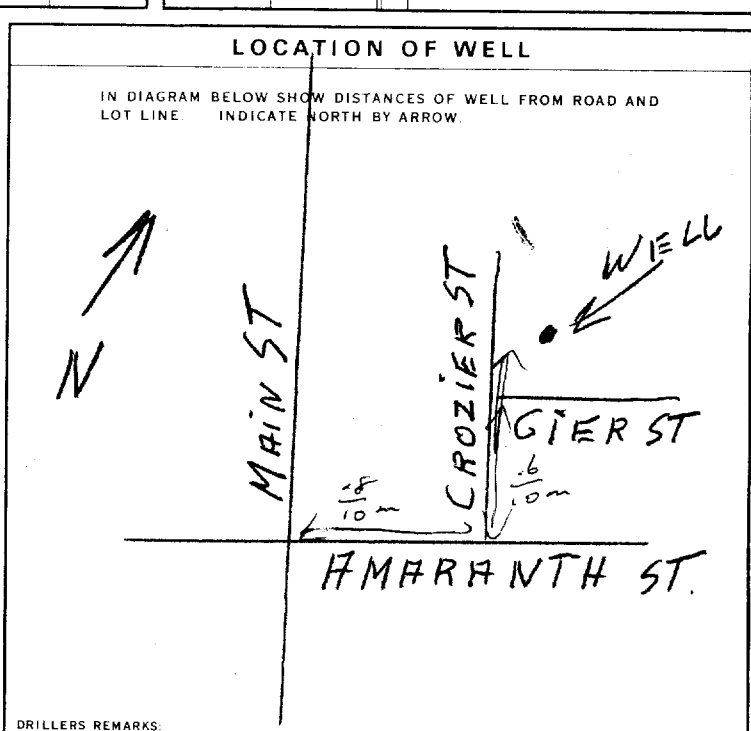 LOCATION OF WELL
IN DIAGRAM BELOW SHOW DISTANCES OF WELL FROM ROAD AND
LOT LINE. INDICATE NORTH BY ARROW.
N
MAIN ST
CROZIER ST
WELL
GIER ST
.8/10 m
.6/10 m
AMARANTH ST.
DRILLERS REMARKS: